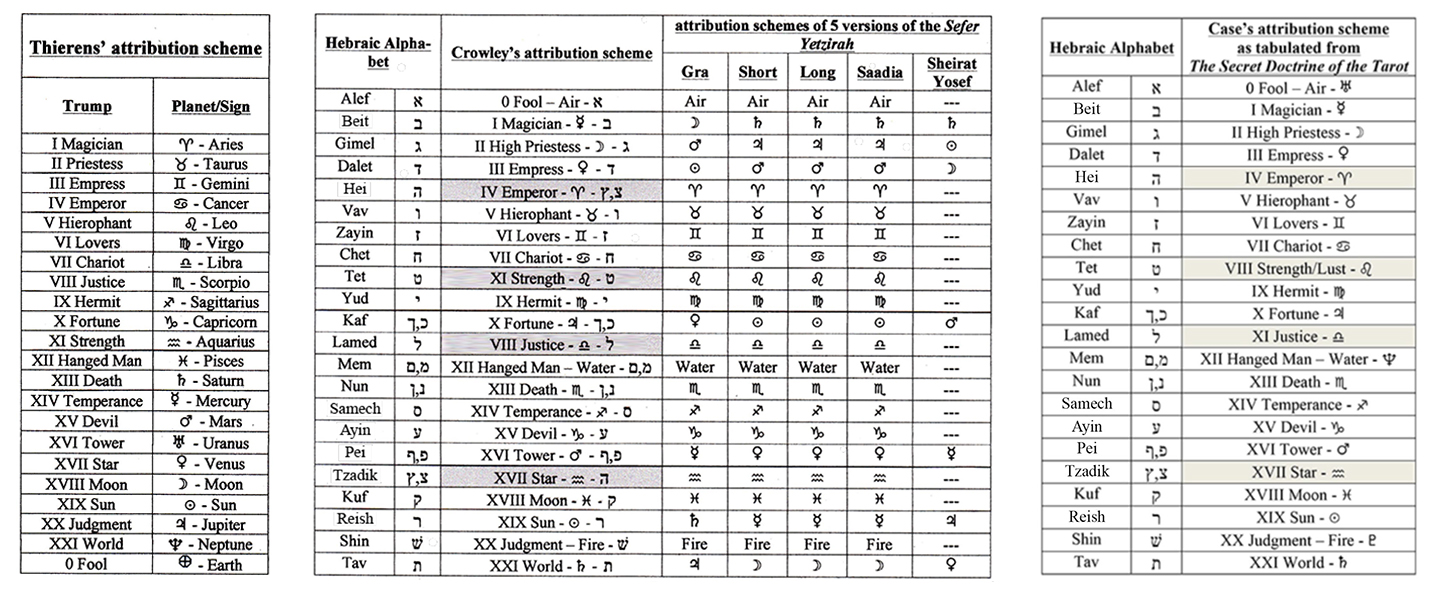 Thierens’ attribution scheme
Trump Planet/Sign
I Magician ♈ - Aries
II Priestess ♉ - Taurus
III Empress ♊ - Gemini
IV Emperor ♋ - Cancer
V Hierophant ♌ - Leo
VI Lovers ♍ - Virgo
VII Chariot ♎ - Libra
VIII Justice ♏ - Scorpio
IX Hermit ♐ - Sagittarius
X Fortune ♑ - Capricorn
XI Strength ♒ - Aquarius
XII Hanged Man ♓ - Pisces
XIII Death ♄ - Saturn
XIV Temperance ☿ - Mercury
XV Devil ♂ - Mars
XVI Tower ♅ - Uranus
XVII Star ♀ - Venus
XVIII Moon ☽ - Moon
XIX Sun ☉ - Sun
XX Judgment ♃ - Jupiter
XXI World ♆ - Neptune
0 Fool ⊕ - Earth
Hebraic Alpha-
bet
Crowley’s attribution scheme
attribution schemes of 5 versions of the Sefer
Yetzirah
Gra Short Long Saadia Sheirat
Yosef
Alef א 0 Fool – Air - א Air Air Air Air ---
Beit ב I Magician - ☿ - ב ☽ ♄ ♄ ♄ ♄
Gimel ג II High Priestess - ☽ - ג ♂ ♃ ♃ ♃ ☉
Dalet ד III Empress - ♀ - ד ☉ ♂ ♂ ♂ ☽
Hei ה IV Emperor - ♈ - צ,ץ ♈ ♈ ♈ ♈ ---
Vav ו V Hierophant - ♉ - ו ♉ ♉ ♉ ♉ ---
Zayin ז VI Lovers - ♊ - ז ♊ ♊ ♊ ♊ ---
Chet ח VII Chariot - ♋ - ח ♋ ♋ ♋ ♋ ---
Tet ט XI Strength - ♌ - ט ♌ ♌ ♌ ♌ ---
Yud י IX Hermit - ♍ - י ♍ ♍ ♍ ♍ ---
Kaf כ,ך X Fortune - ♃ - כ,ך ♀ ☉ ☉ ☉ ♂
Lamed ל VIII Justice - ♎ - ל ♎ ♎ ♎ ♎ ---
Mem מ,ם XII Hanged Man – Water - מ,ם Water Water Water Water ---
Nun נ,ן XIII Death - ♏ - נ,ן ♏ ♏ ♏ ♏ ---
Samech ס XIV Temperance - ♐ - ס ♐ ♐ ♐ ♐ ---
Ayin ע XV Devil - ♑ - ע ♑ ♑ ♑ ♑ ---
Pei פ,ף XVI Tower - ♂ - פ,ף ☿ ♀ ♀ ♀ ☿
Tzadik צ,ץ XVII Star - ♒ - ה ♒ ♒ ♒ ♒ ---
Kuf ק XVIII Moon - ♓ - ק ♓ ♓ ♓ ♓ ---
Reish ר XIX Sun - ☉ - ר ♄ ☿ ☿ ☿ ♃
Shin שׁ XX Judgment – Fire - שׁ Fire Fire Fire Fire ---
Tav ת XXI World - ♄ - ת ♃ ☽ ☽ ☽ ♀
Hebraic Alphabet
Case’s attribution scheme
as tabulated from
The Secret Doctrine of the Tarot
Alef א 0 Fool – Air - ♅
Beit ב I Magician - ☿
Gimel ג II High Priestess - ☽
Dalet ד III Empress - ♀
Hei ה IV Emperor - ♈
Vav ו V Hierophant - ♉
Zayin ז VI Lovers - ♊
Chet ח VII Chariot - ♋
Tet ט VIII Strength/Lust - ♌
Yud י IX Hermit - ♍
Kaf כ,ך X Fortune - ♃
Lamed ל XI Justice - ♎
Mem מ,ם XII Hanged Man – Water - ♆
Nun נ,ן XIII Death - ♏
Samech ס XIV Temperance - ♐
Ayin ע XV Devil - ♑
Pei פ,ף XVI Tower - ♂
Tzadik צ,ץ XVII Star - ♒
Kuf ק XVIII Moon - ♓
Reish ר XIX Sun - ☉
Shin שׁ XX Judgment – Fire - ♇
Tav ת XXI World - ♄